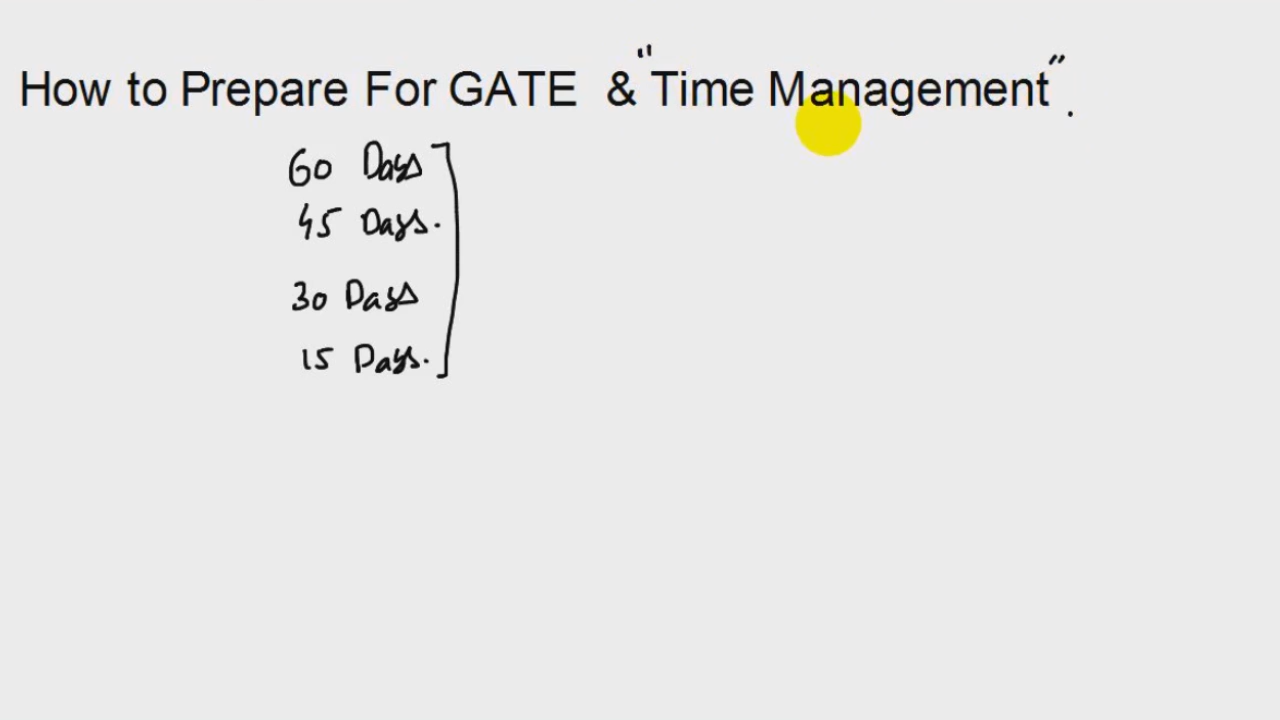 How to Prepare For GATE & "Time Management".
60 Days
45 Days.
30 Days
15 Days.